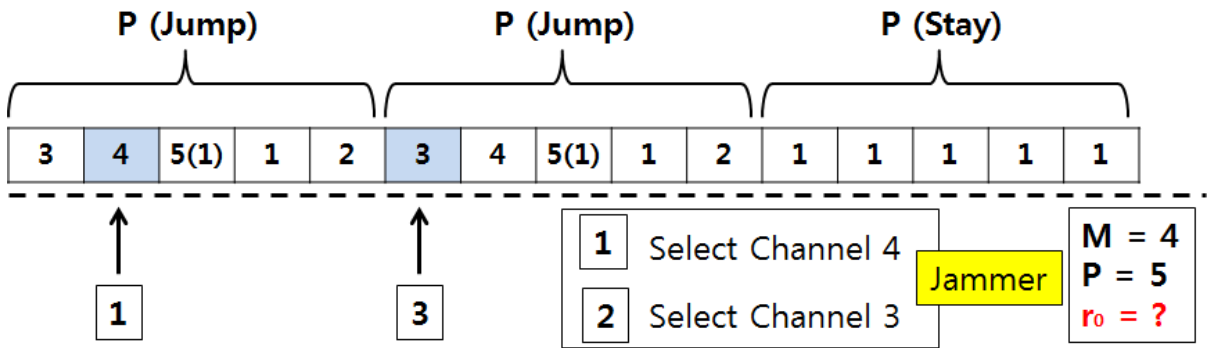 P (Jump) P (Jump) P (Stay)
3 4 5(1) 1 2 3 4 5(1) 1 2 1 1 1 1 1
1 3
1 Select Channel 4
2 Select Channel 3
Jammer
M = 4
P = 5
r₀ = ?